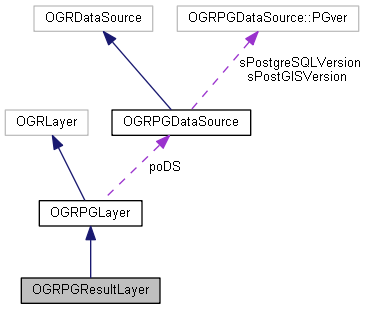 OGRDataSource
OGRPGDataSource::PGver
sPostgreSQLVersion
sPostGISVersion
OGRLayer
OGRPGDataSource
poDS
OGRPGLayer
OGRPGResultLayer